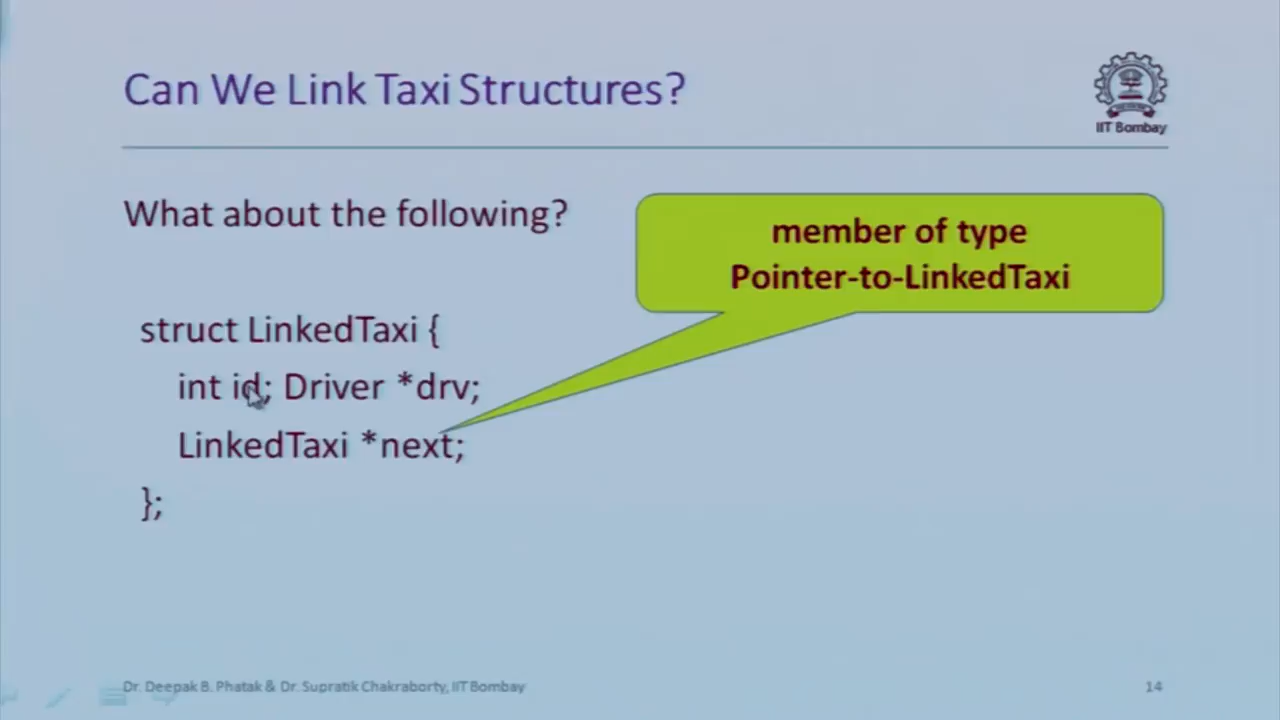 Can We Link Taxi Structures?
IIT Bombay
What about the following?
member of type
Pointer-to-LinkedTaxi
struct LinkedTaxi {
int id; Driver *drv;
LinkedTaxi *next;
};
Dr. Deepak B. Phatak & Dr. Supratik Chakraborty, IIT Bombay
14